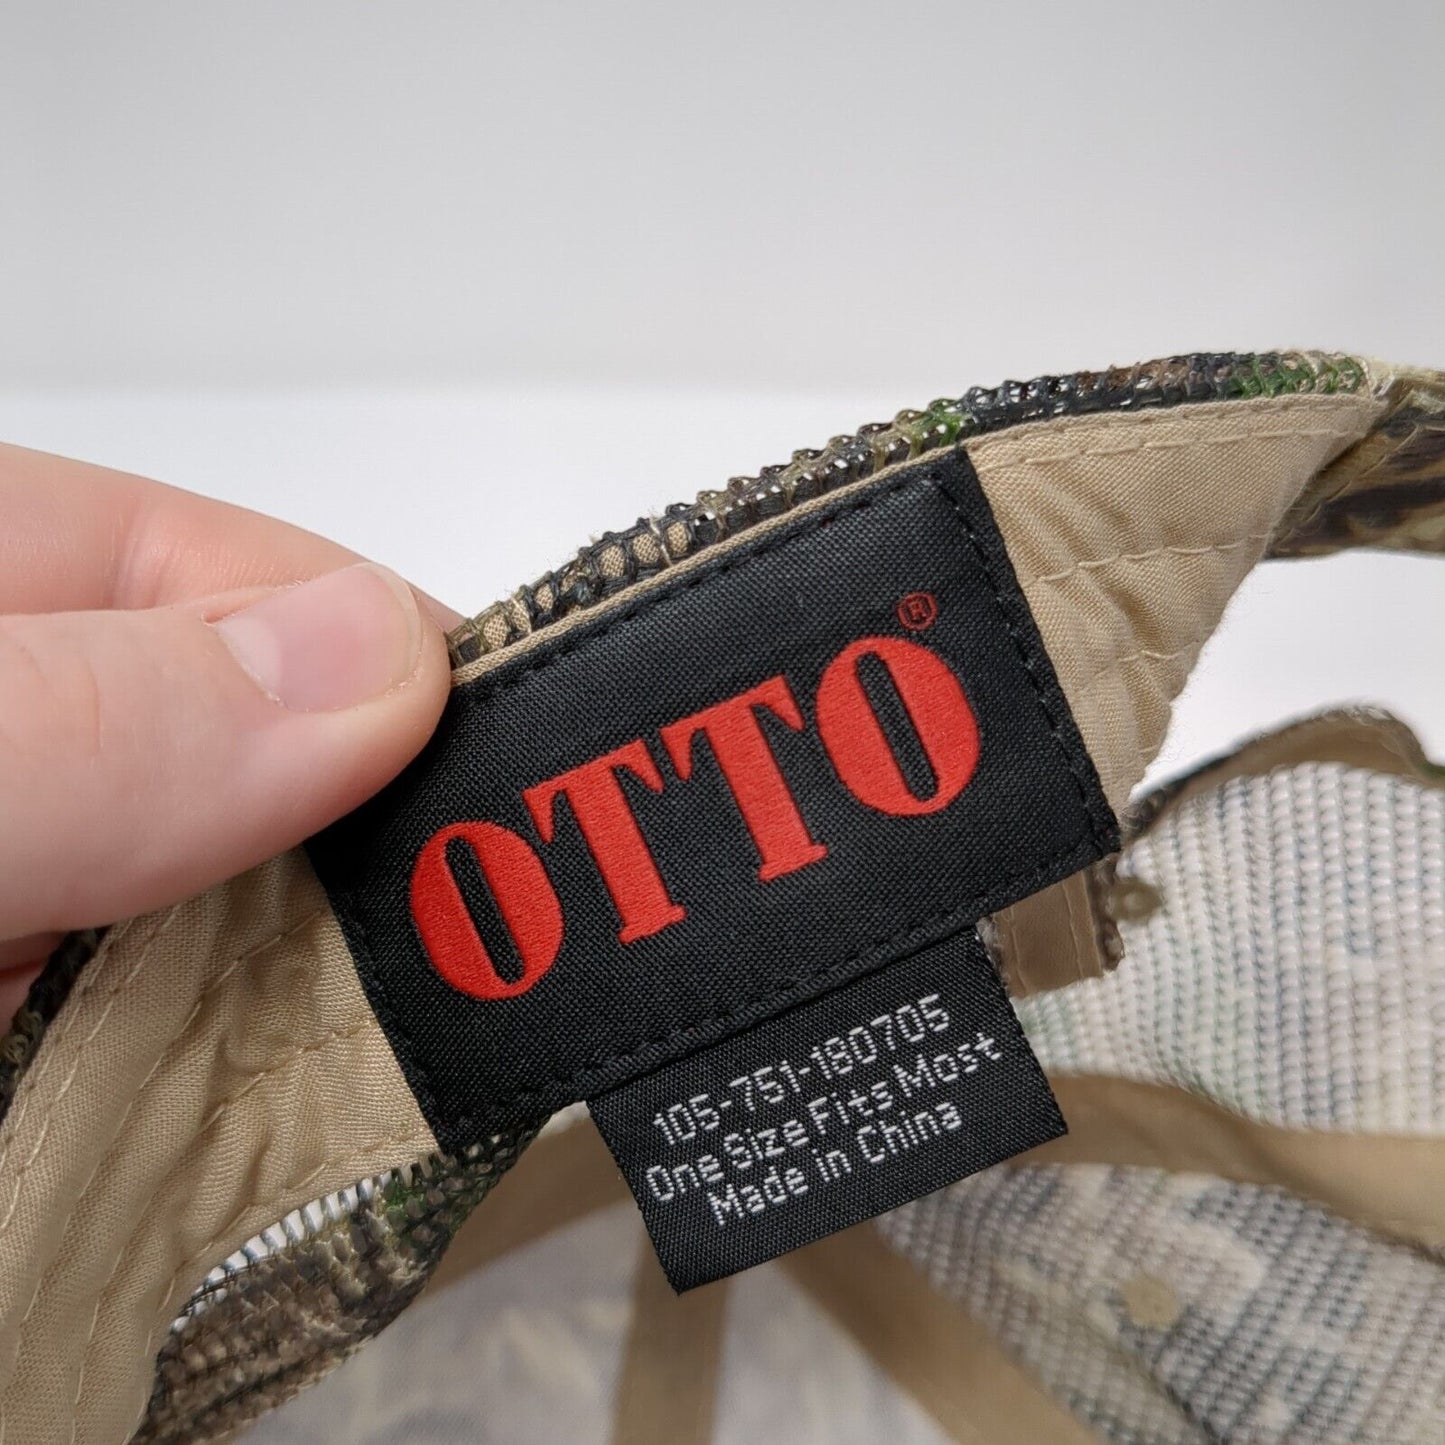 OTTO®
105-751-180705
One Size Fits Most
Made in China